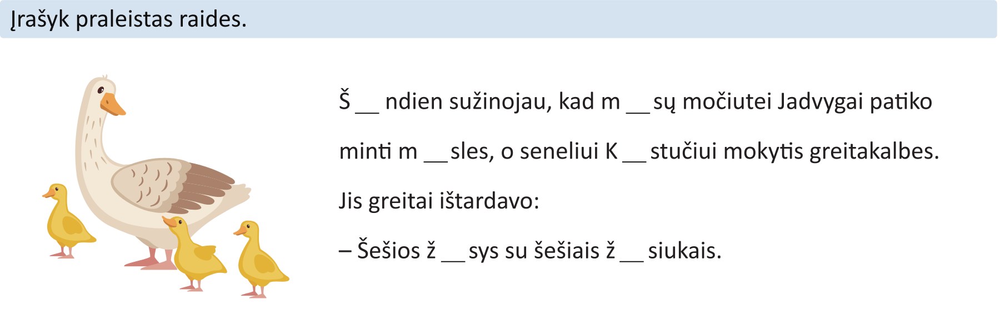 Įrašyk praleistas raides.
Š __ ndien sužinojau, kad m __ sų močiutei Jadvygai patiko
minti m __ sles, o seneliui K __ stučiui mokytis greitakalbes.
Jis greitai ištardavo:
– Šešios ž __ sys su šešiais ž __ siukais.